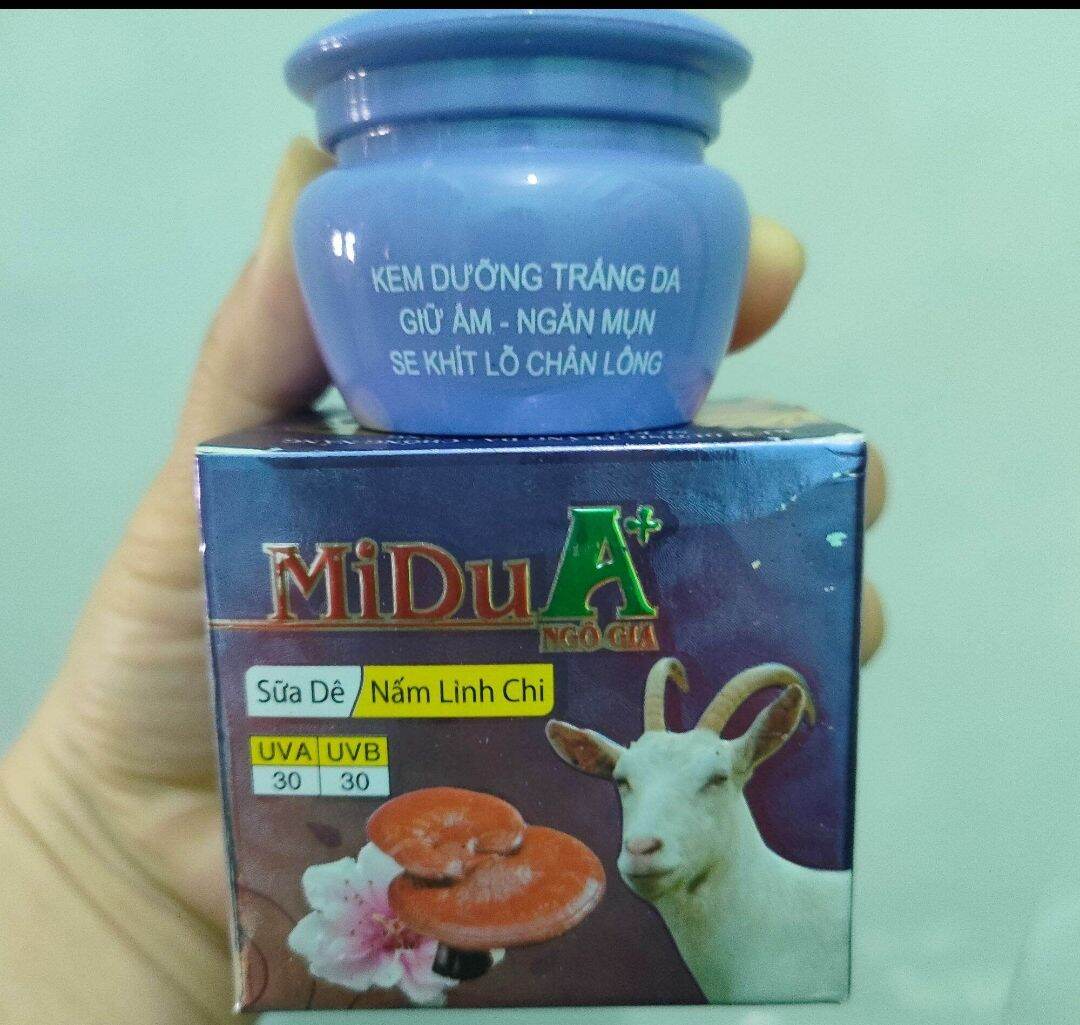 KEM DƯỠNG TRẮNG DA
GIỮ ẨM - NGĂN MỤN
SE KHÍT LỖ CHÂN LÔNG
MiDu A+
NGÔ GIA
Sữa Dê / Nấm Linh Chi
UVA UVB
30 30